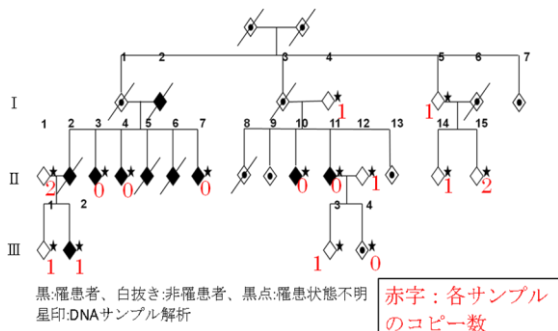 1 2 3 4 5 6 7
I
1 1
1 2 3 4 5 6 7 8 9 10 11 12 13 14 15
II
2 0 0 0 0 0 1 1 2
1 2 3 4
III
1 1 1 0
黒:罹患者、白抜き:非罹患者、黒点:罹患状態不明
星印:DNAサンプル解析
赤字：各サンプル
のコピー数